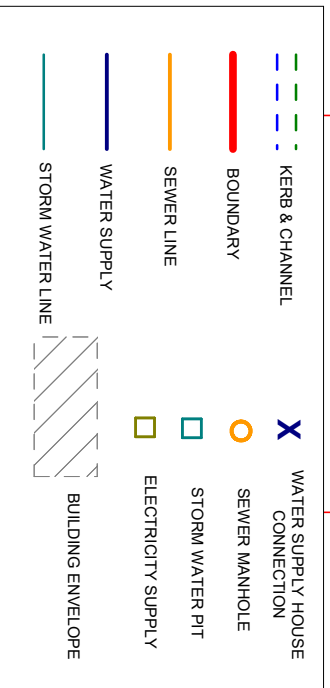 KERB & CHANNEL
BOUNDARY
SEWER LINE
WATER SUPPLY
STORM WATER LINE
X
WATER SUPPLY HOUSE
CONNECTION
SEWER MANHOLE
STORM WATER PIT
ELECTRICITY SUPPLY
BUILDING ENVELOPE